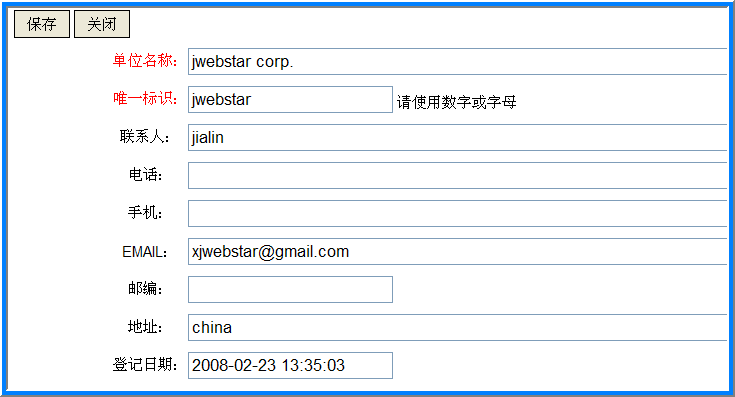 保存 关闭
单位名称： jwebstar corp.
唯一标识： jwebstar 请使用数字或字母
联系人： jialin
电话：
手机：
EMAIL： xjwebstar@gmail.com
邮编：
地址： china
登记日期： 2008-02-23 13:35:03